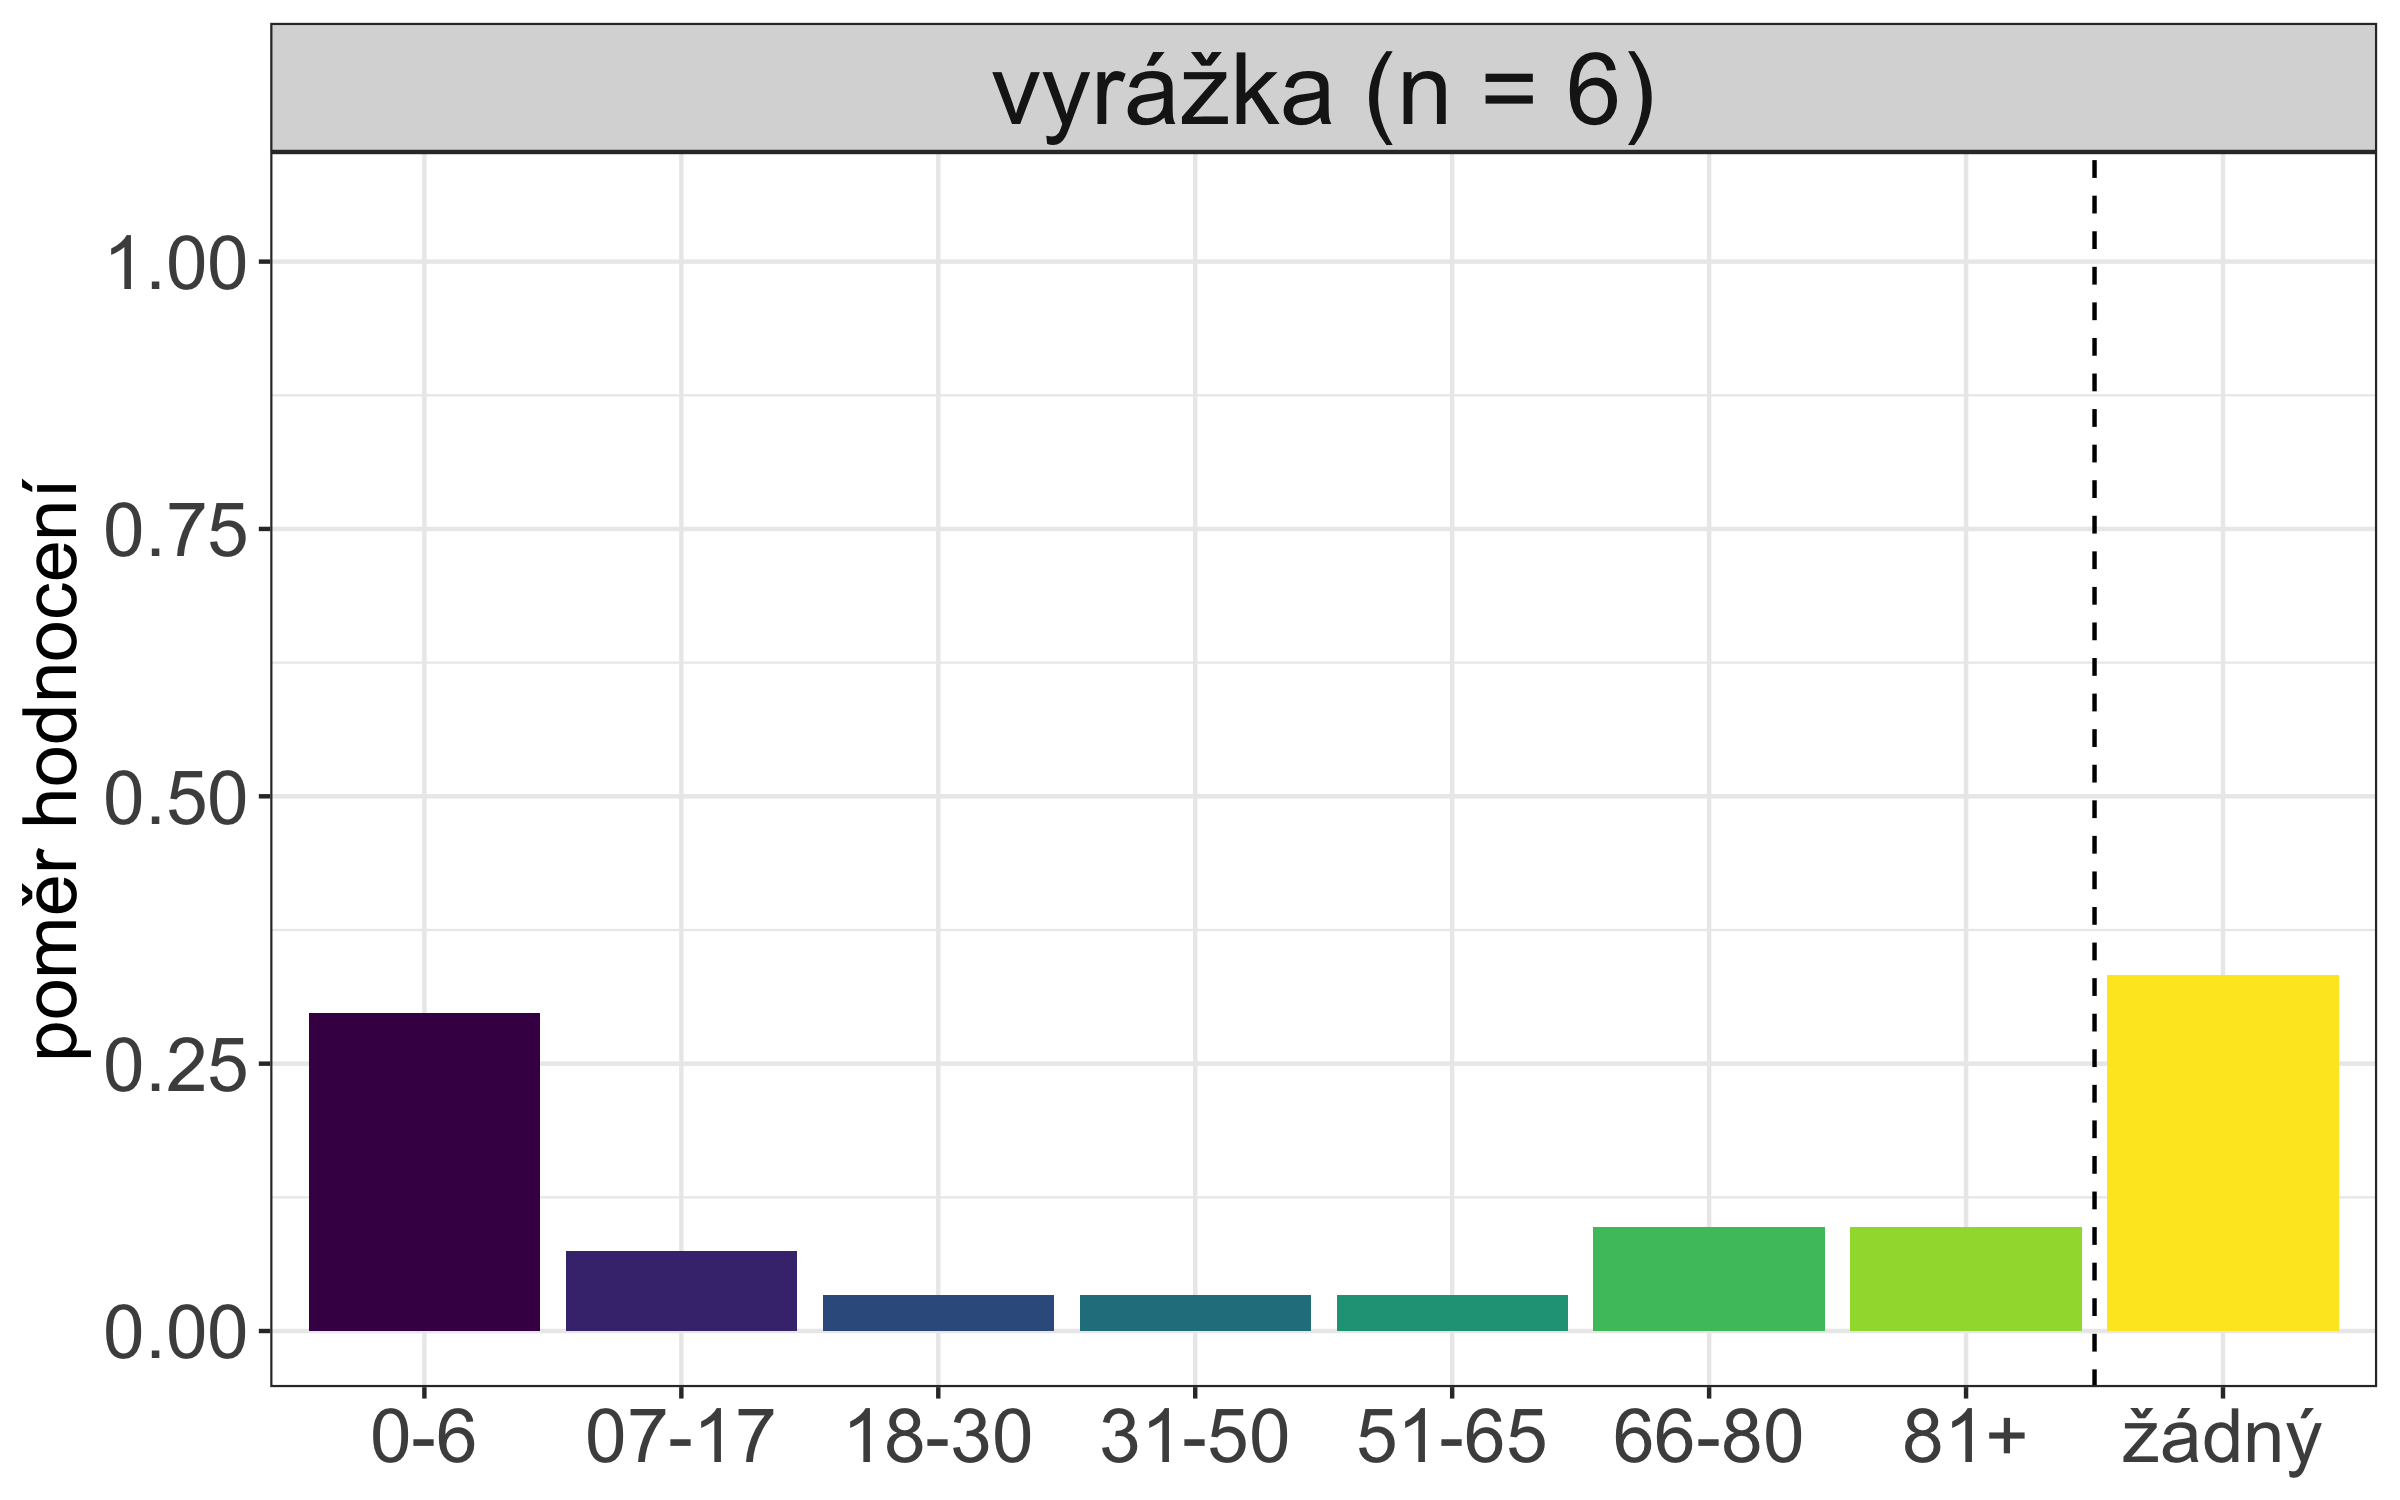 vyrážka (n = 6)
poměr hodnocení
1.00
0.75
0.50
0.25
0.00
0-6 07-17 18-30 31-50 51-65 66-80 81+ žádný